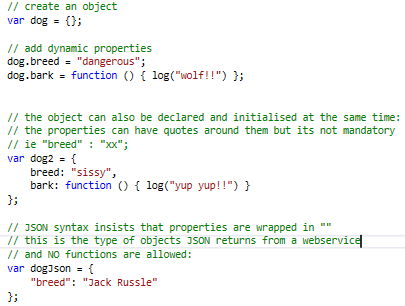 // create an object
var dog = {};
// add dynamic properties
dog.breed = "dangerous";
dog.bark = function () { log("wolf!!") };
// the object can also be declared and initialised at the same time:
// the properties can have quotes around them but its not mandatory
// ie "breed" : "xx";
var dog2 = {
    breed: "sissy",
    bark: function () { log("yup yup!!") }
};
// JSON syntax insists that properties are wrapped in ""
// this is the type of objects JSON returns from a webservice
// and NO functions are allowed:
var dogJson = {
    "breed": "Jack Russle"
};